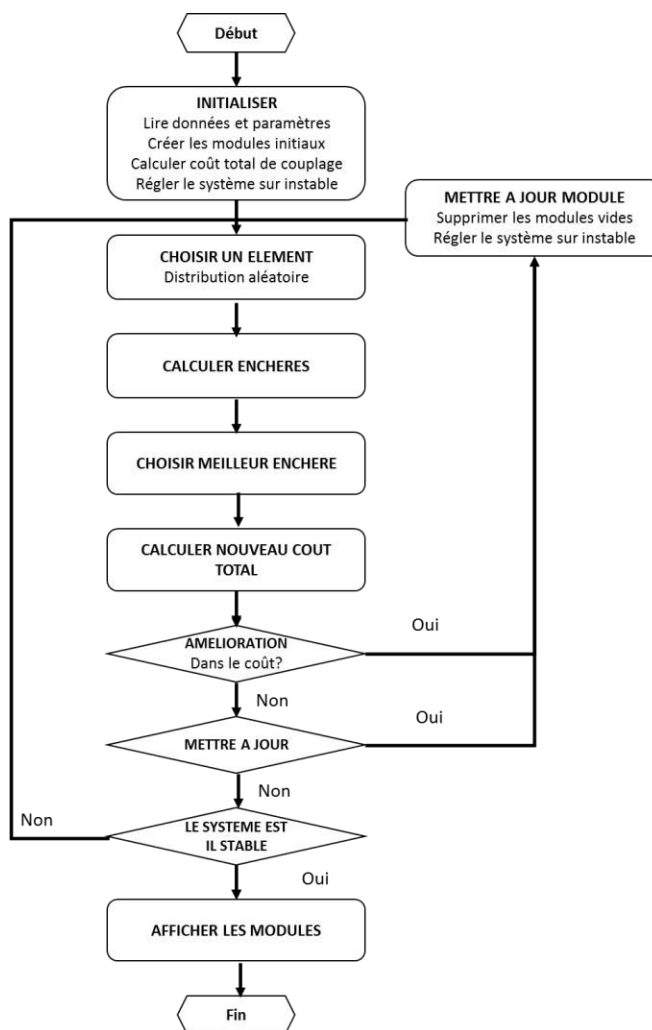 Début
INITIALISER
Lire données et paramètres
Créer les modules initiaux
Calculer coût total de couplage
Régler le système sur instable
METTRE A JOUR MODULE
Supprimer les modules vides
Régler le système sur instable
CHOISIR UN ELEMENT
Distribution aléatoire
CALCULER ENCHERES
CHOISIR MEILLEUR ENCHERE
CALCULER NOUVEAU COUT
TOTAL
AMELIORATION
Dans le coût?
Oui
Non
METTRE A JOUR
Oui
Non
LE SYSTEME EST
IL STABLE
Non
Oui
AFFICHER LES MODULES
Fin